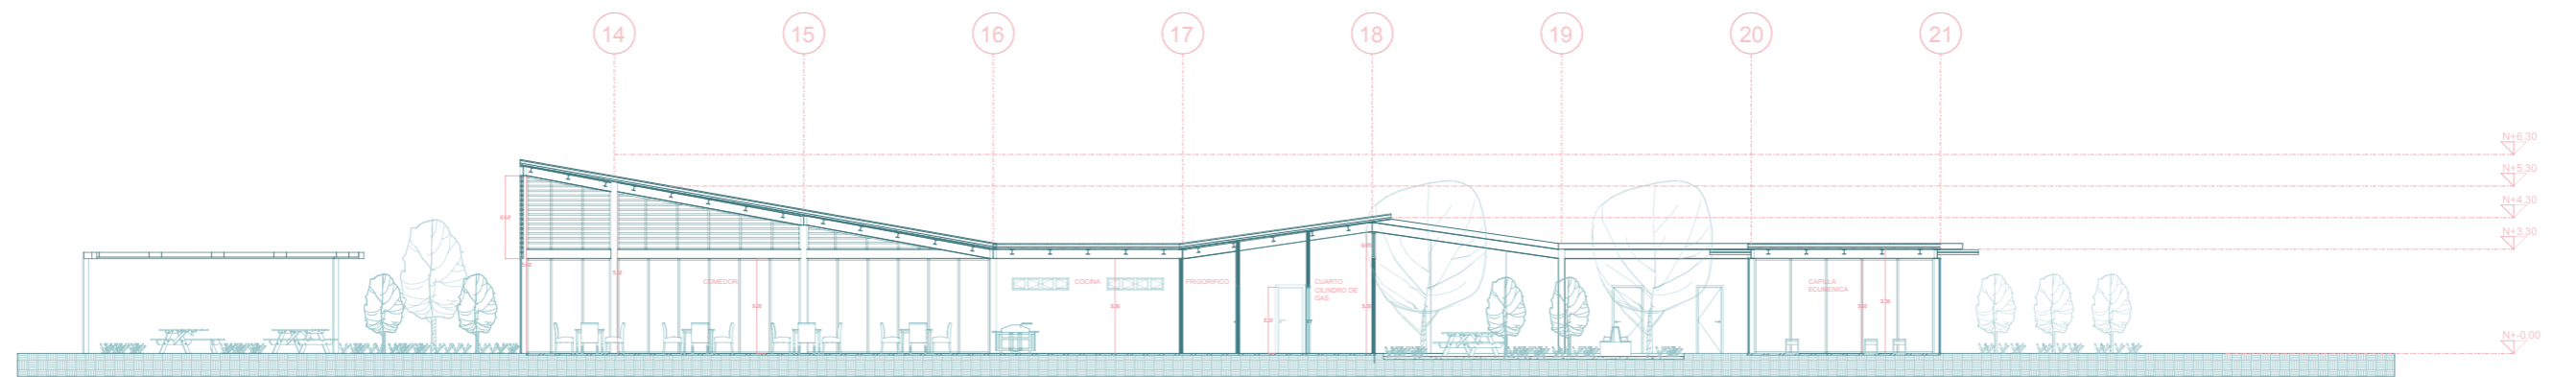 14 15 16 17 18 19 20 21
N+6.30
N+5.30
N+4.30
N+3.30
COMEDOR
COCINA
FRIGORIFICO
CUARTO
CILINDRO DE
GAS
CAPILLA
ECUMENICA
N+-0.00